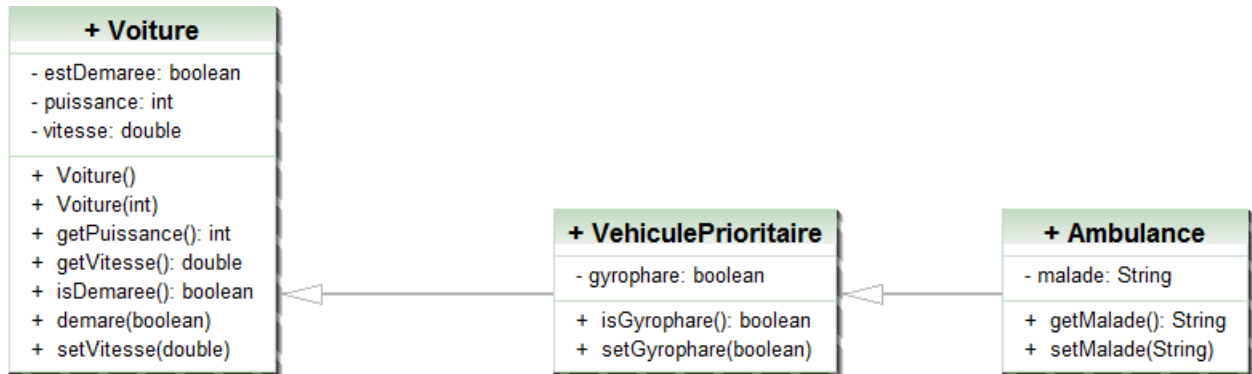 + Voiture
- estDemaree: boolean
- puissance: int
- vitesse: double
+ Voiture()
+ Voiture(int)
+ getPuissance(): int
+ getVitesse(): double
+ isDemaree(): boolean
+ demare(boolean)
+ setVitesse(double)
+ VehiculePrioritaire
- gyrophare: boolean
+ isGyrophare(): boolean
+ setGyrophare(boolean)
+ Ambulance
- malade: String
+ getMalade(): String
+ setMalade(String)